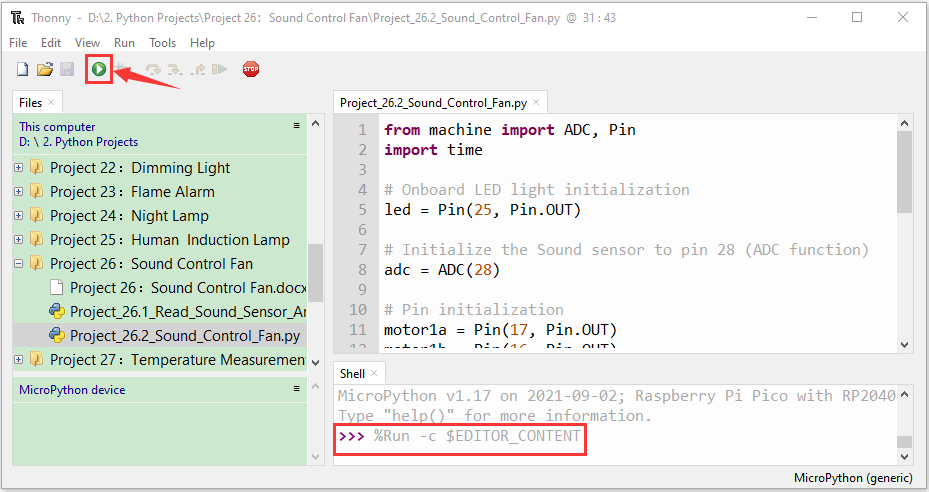 Thonny - D:\2. Python Projects\Project 26：Sound Control Fan\Project_26.2_Sound_Control_Fan.py @ 31:43
File Edit View Run Tools Help
STOP
Files ×
This computer
D: \ 2. Python Projects
Project 22：Dimming Light
Project 23：Flame Alarm
Project 24：Night Lamp
Project 25：Human Induction Lamp
Project 26：Sound Control Fan
Project 26：Sound Control Fan.docx
Project_26.1_Read_Sound_Sensor_An
Project_26.2_Sound_Control_Fan.py
Project 27：Temperature Measuremen
MicroPython device
Project_26.2_Sound_Control_Fan.py ×
1 from machine import ADC, Pin
2 import time
3
4 # Onboard LED light initialization
5 led = Pin(25, Pin.OUT)
6
7 # Initialize the Sound sensor to pin 28 (ADC function)
8 adc = ADC(28)
9
10 # Pin initialization
11 motor1a = Pin(17, Pin.OUT)
12 motor1b = Pin(16, Pin.OUT)
Shell ×
MicroPython v1.17 on 2021-09-02; Raspberry Pi Pico with RP2040
Type "help()" for more information.
>>> %Run -c $EDITOR_CONTENT
MicroPython (generic)